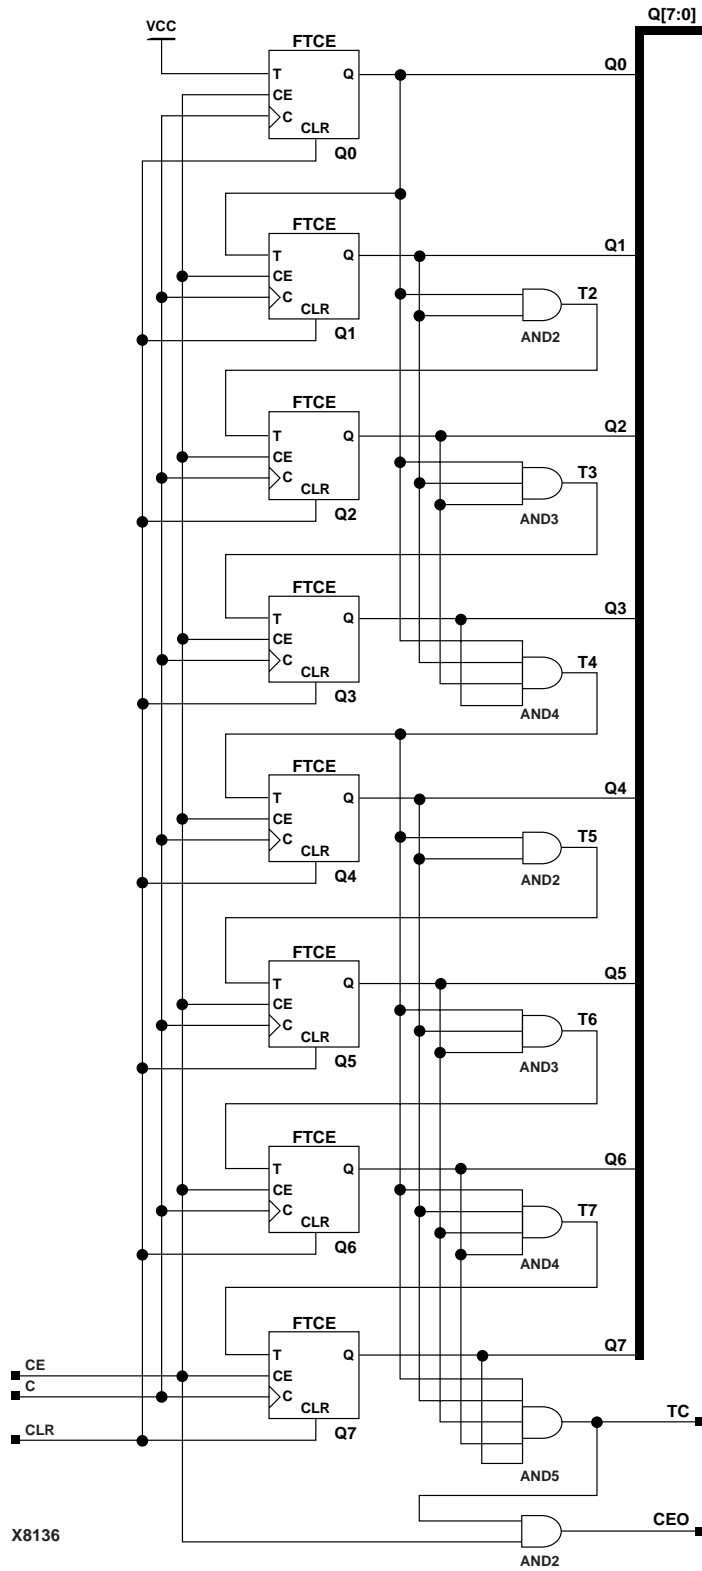 Q[7:0]
VCC
FTCE
T
Q
Q0
CE
C
CLR
Q0
FTCE
T
Q
Q1
CE
C
CLR
Q1
T2
AND2
FTCE
T
Q
Q2
CE
C
CLR
Q2
T3
AND3
FTCE
T
Q
Q3
CE
C
CLR
Q3
T4
AND4
FTCE
T
Q
Q4
CE
C
CLR
Q4
T5
AND2
FTCE
T
Q
Q5
CE
C
CLR
Q5
T6
AND3
FTCE
T
Q
Q6
CE
C
CLR
Q6
T7
AND4
FTCE
T
Q
Q7
CE
CE
C
C
CLR
Q7
CLR
TC
AND5
CEO
AND2
X8136